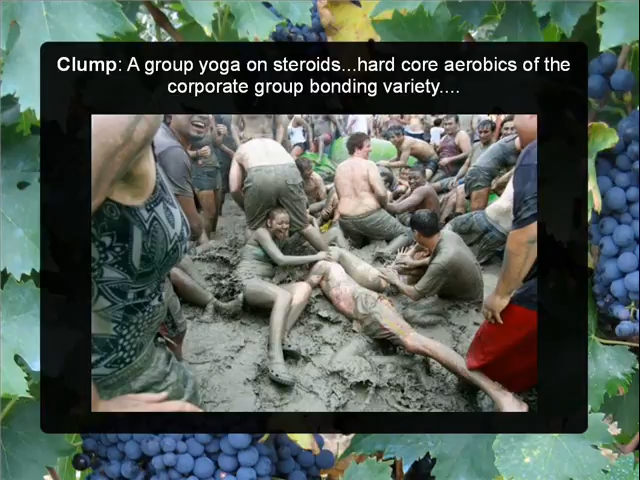 Clump: A group yoga on steroids...hard core aerobics of the
corporate group bonding variety....